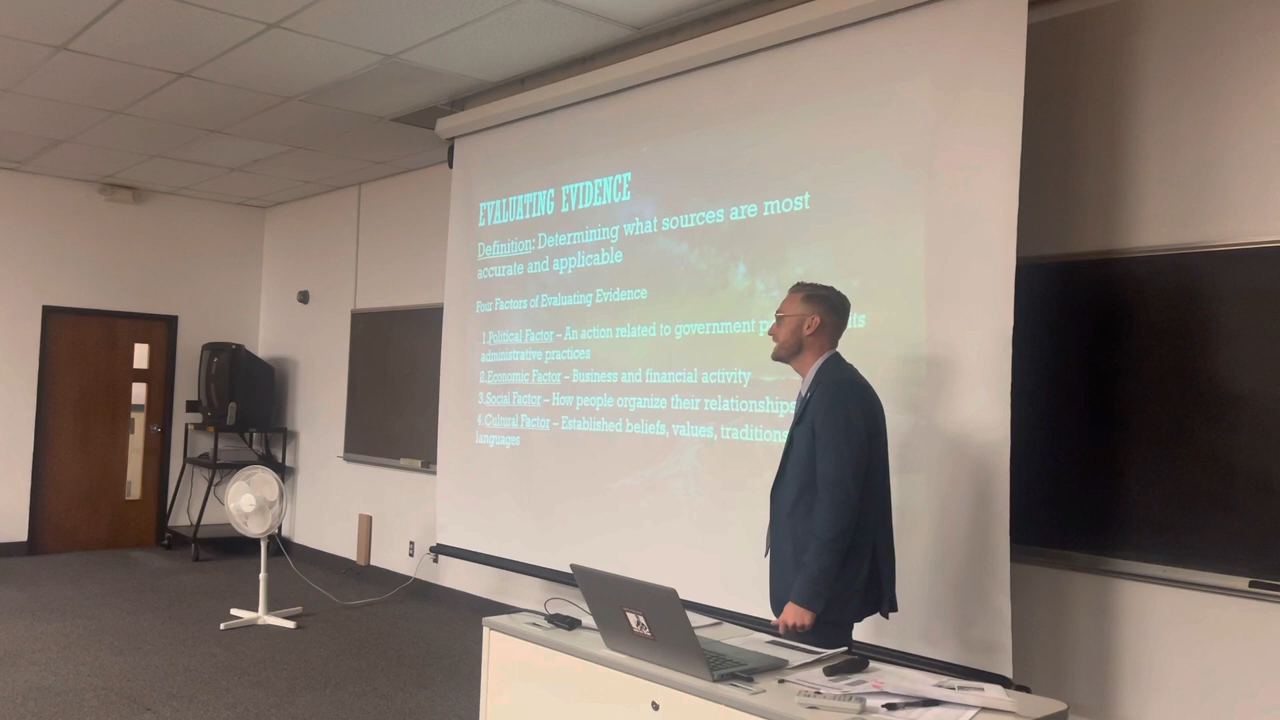 EVALUATING EVIDENCE
Definition: Determining what sources are most
accurate and applicable
Four Factors of Evaluating Evidence
1.Political Factor – An action related to government
administrative practices
2.Economic Factor – Business and financial activity
3.Social Factor – How people organize their relationships
4.Cultural Factor – Established beliefs, values, traditions
languages